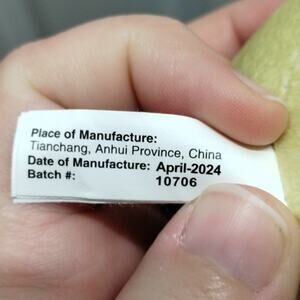 Place of Manufacture:
Tianchang, Anhui Province, China
Date of Manufacture: April-2024
Batch #: 10706